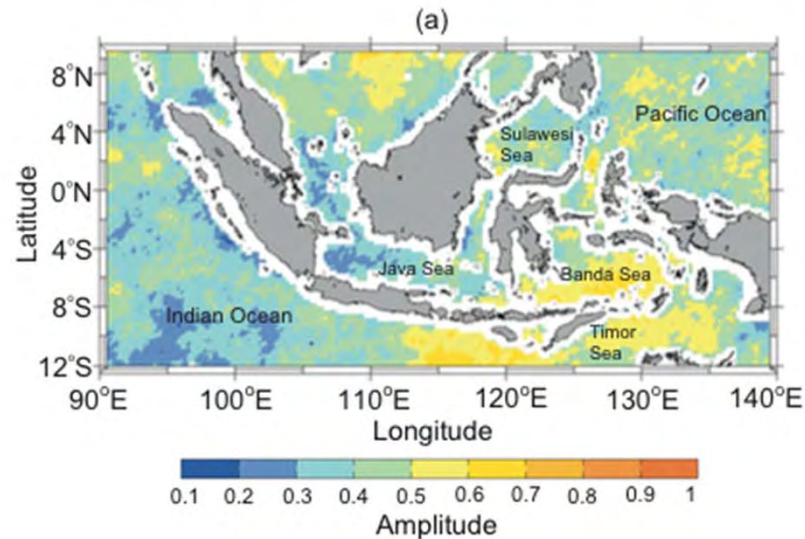 (a)
8°N
4°N
0°N
4°S
8°S
12°S
Latitude
Pacific Ocean
Sulawesi
Sea
Java Sea
Banda Sea
Indian Ocean
Timor
Sea
90°E 100°E 110°E 120°E 130°E 140°E
Longitude
0.1 0.2 0.3 0.4 0.5 0.6 0.7 0.8 0.9 1
Amplitude